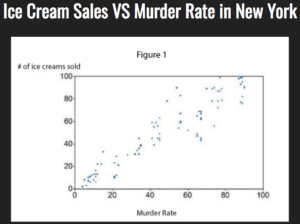 Ice Cream Sales VS Murder Rate in New York
Figure 1
# of ice creams sold
100
80
60
40
20
0
0 20 40 60 80 100
Murder Rate